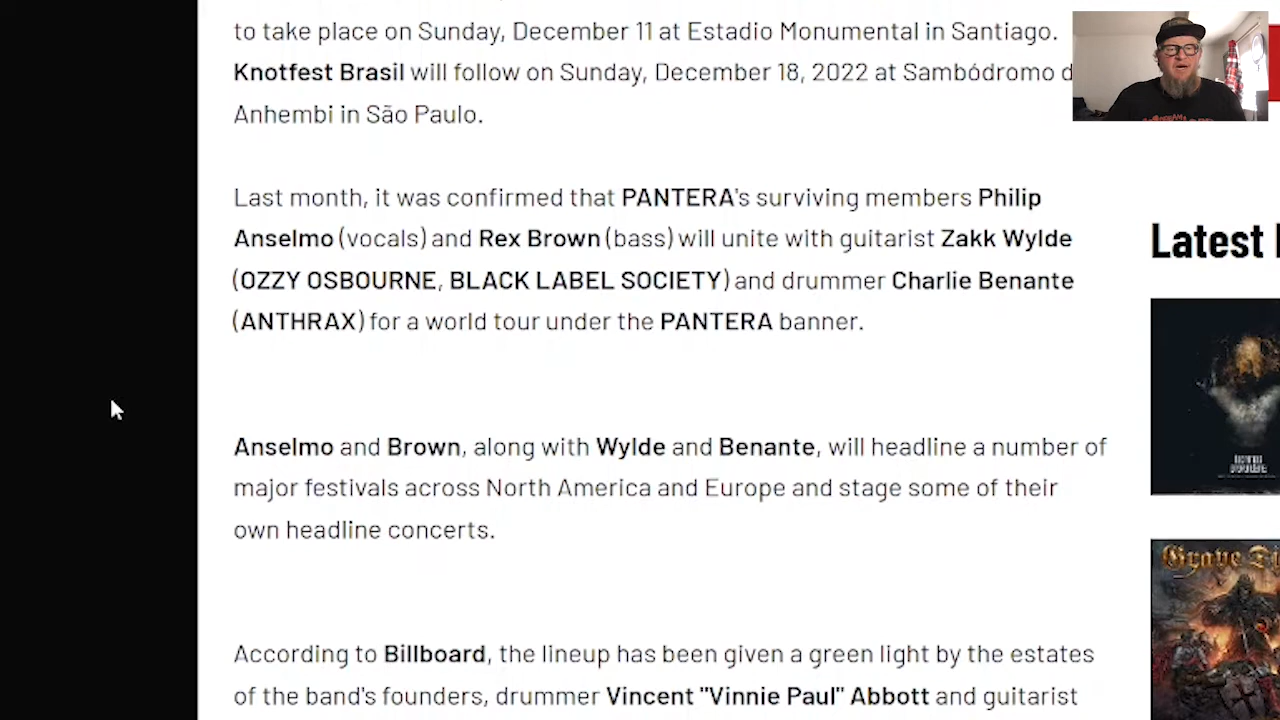 to take place on Sunday, December 11 at Estadio Monumental in Santiago.
Knotfest Brasil will follow on Sunday, December 18, 2022 at Sambódromo d
Anhembi in São Paulo.
Last month, it was confirmed that PANTERA's surviving members Philip
Anselmo (vocals) and Rex Brown (bass) will unite with guitarist Zakk Wylde
(OZZY OSBOURNE, BLACK LABEL SOCIETY) and drummer Charlie Benante
(ANTHRAX) for a world tour under the PANTERA banner.
Anselmo and Brown, along with Wylde and Benante, will headline a number of
major festivals across North America and Europe and stage some of their
own headline concerts.
According to Billboard, the lineup has been given a green light by the estates
of the band's founders, drummer Vincent "Vinnie Paul" Abbott and guitarist
Latest
Grave